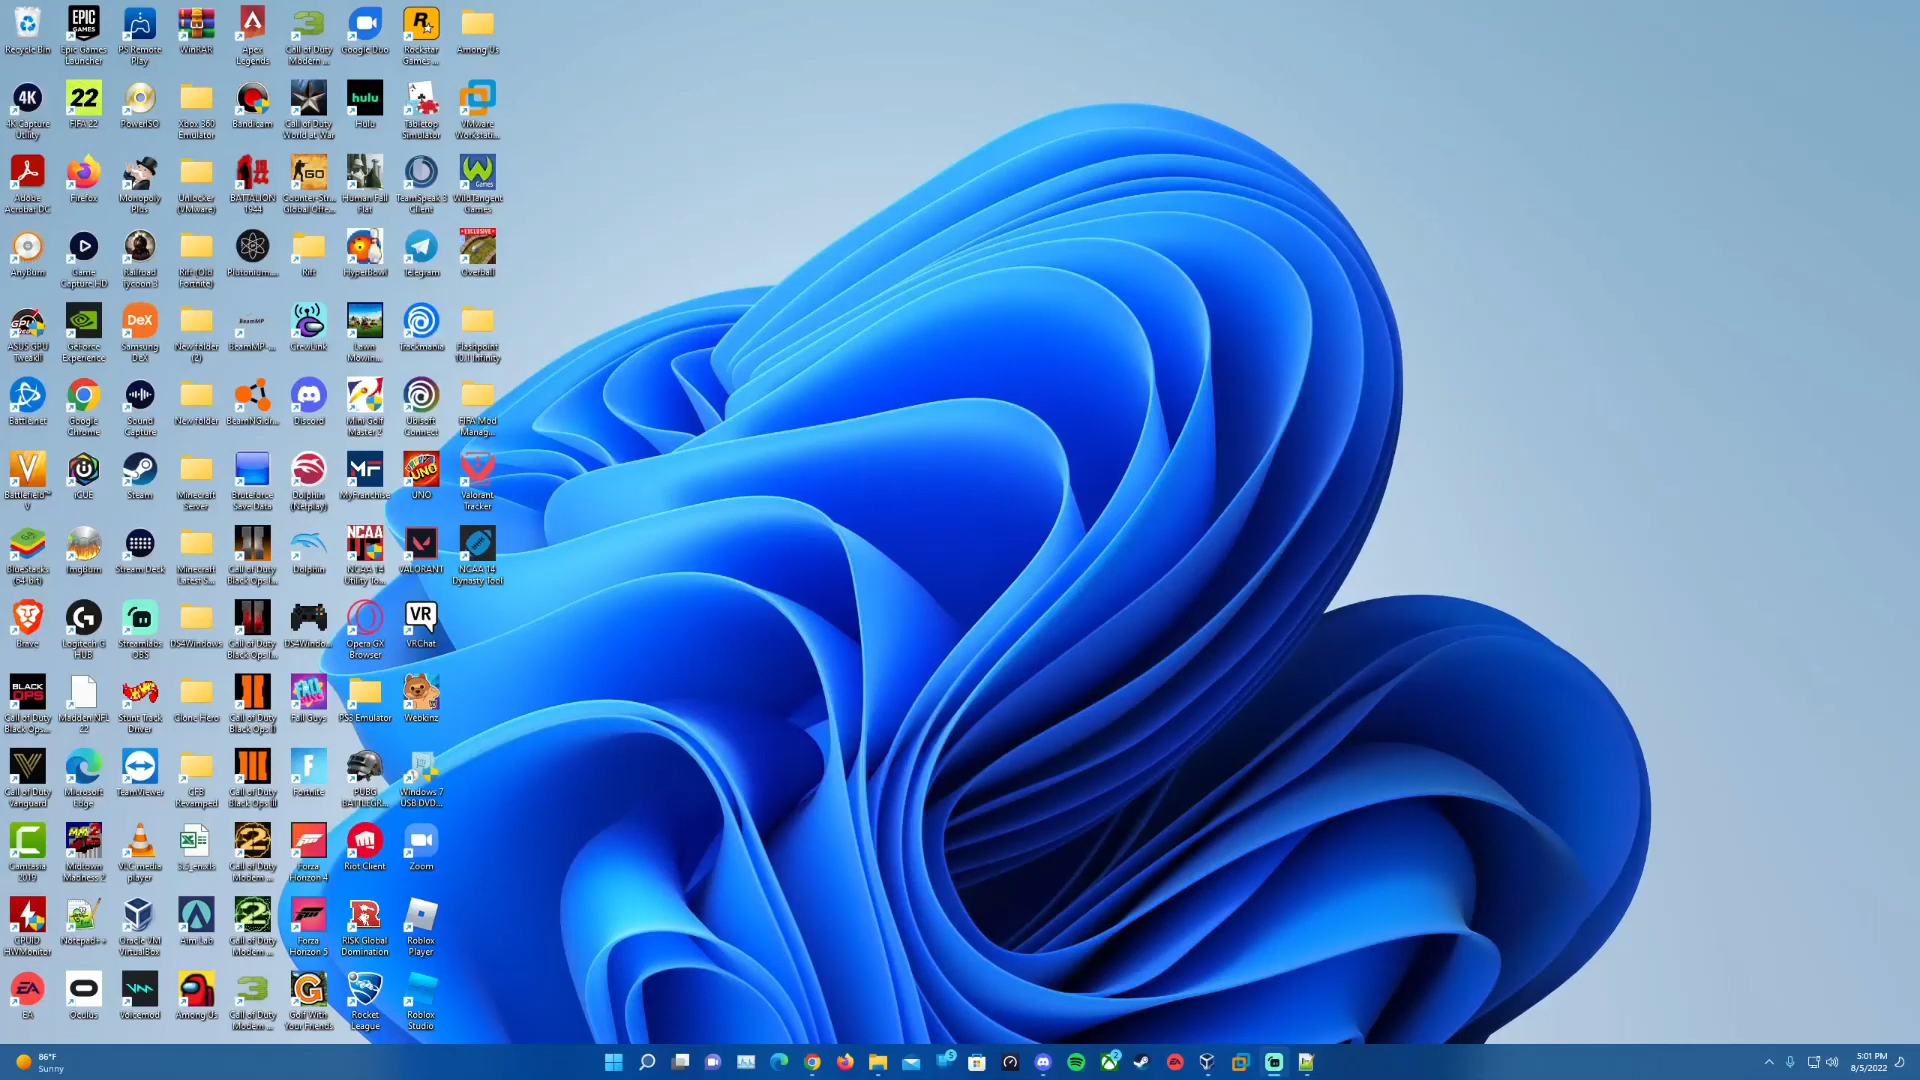 Recycle Bin
Epic Games
Launcher
PS Remote
Play
WinRAR
Apex
Legends
Call of Duty
Modern ...
Google Duo
Rockstar
Games ...
Among Us
4K Capture
Utility
FIFA 22
PowerISO
Xbox 360
Emulator
Bandicam
Call of Duty
World at War
Hulu
Tabletop
Simulator
VMware
Workstati...
Adobe
Acrobat DC
Firefox
Monopoly
Plus
Unlocker
(VMware)
BATTALION
1944
Counter-Str...
Global Offe...
Human Fall
Flat
TeamSpeak 3
Client
WildTangent
Games
AnyBurn
Game
Capture HD
Railroad
Tycoon 3
Rift (Old
Fortnite)
Plutonium....
Rift
HyperBowl
Telegram
Overball
ASUS GPU
TweakII
GeForce
Experience
Samsung
DeX
New folder
(2)
BeamMP-...
CrewLink
Lawn
Mowin...
Trackmania
Flashpoint
10.1 Infinity
Battle.net
Google
Chrome
Sound
Capture
New folder
BeamNG.dr...
Discord
Mini Golf
Master 2
Ubisoft
Connect
FIFA Mod
Manag...
Battlefield™
V
iCUE
Steam
Minecraft
Server
Bruteforce
Save Data
Dolphin
(Netplay)
MyFranchise
UNO
Valorant
Tracker
BlueStacks
(64-bit)
ImgBurn
Stream Deck
Minecraft
Latest S...
Call of Duty
Black Ops I...
Dolphin
NCAA 14
Utility To...
VALORANT
NCAA 14
Dynasty Tool
Brave
Logitech G
HUB
Streamlabs
OBS
DS4Windows
Call of Duty
Black Ops I...
DS4Windo...
Opera GX
Browser
VRChat
Call of Duty
Black Ops...
Madden NFL
22
Stunt Track
Driver
Clone Hero
Call of Duty
Black Ops II
Fall Guys
PS3 Emulator
Webkinz
Call of Duty
Vanguard
Microsoft
Edge
TeamViewer
CFB
Revamped
Call of Duty
Black Ops III
Fortnite
PUBG
BATTLEGR...
Windows 7
USB DVD...
Camtasia
2019
Midtown
Madness 2
VLC media
player
Call of Duty
Modern ...
Forza
Horizon 4
Riot Client
Zoom
CPUID
HWMonitor
Notepad++
Oracle VM
VirtualBox
Aim Lab
Call of Duty
Modern ...
Forza
Horizon 5
RISK Global
Domination
Roblox
Player
EA
Oculus
Voicemod
Among Us
Call of Duty
Modern ...
Golf With
Your Friends
Rocket
League
Roblox
Studio
86°F
Sunny
5:01 PM
8/5/2022